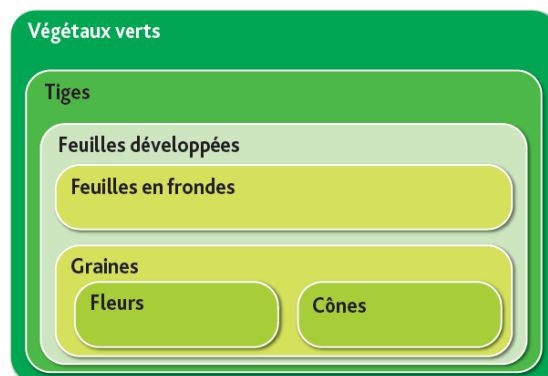 Végétaux verts
Tiges
Feuilles développées
Feuilles en frondes
Graines
Fleurs
Cônes